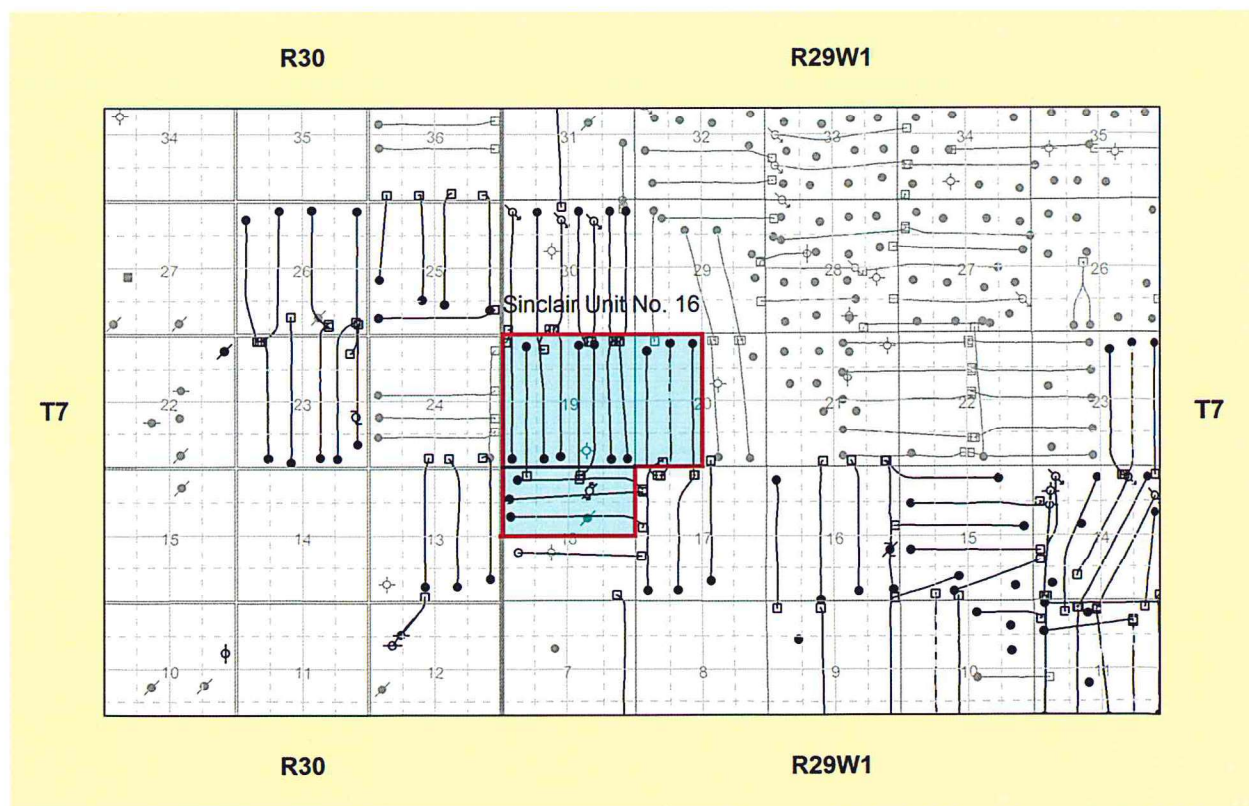 R30 R29W1
34 35 36 31 32 33 34 35
27 26 25 30 29 28 27 26
Sinclair Unit No. 16
T7 22 23 24 19 20 21 22 23 T7
15 14 13 18 17 16 15 14
10 11 12 7 8 9 10 11
R30 R29W1